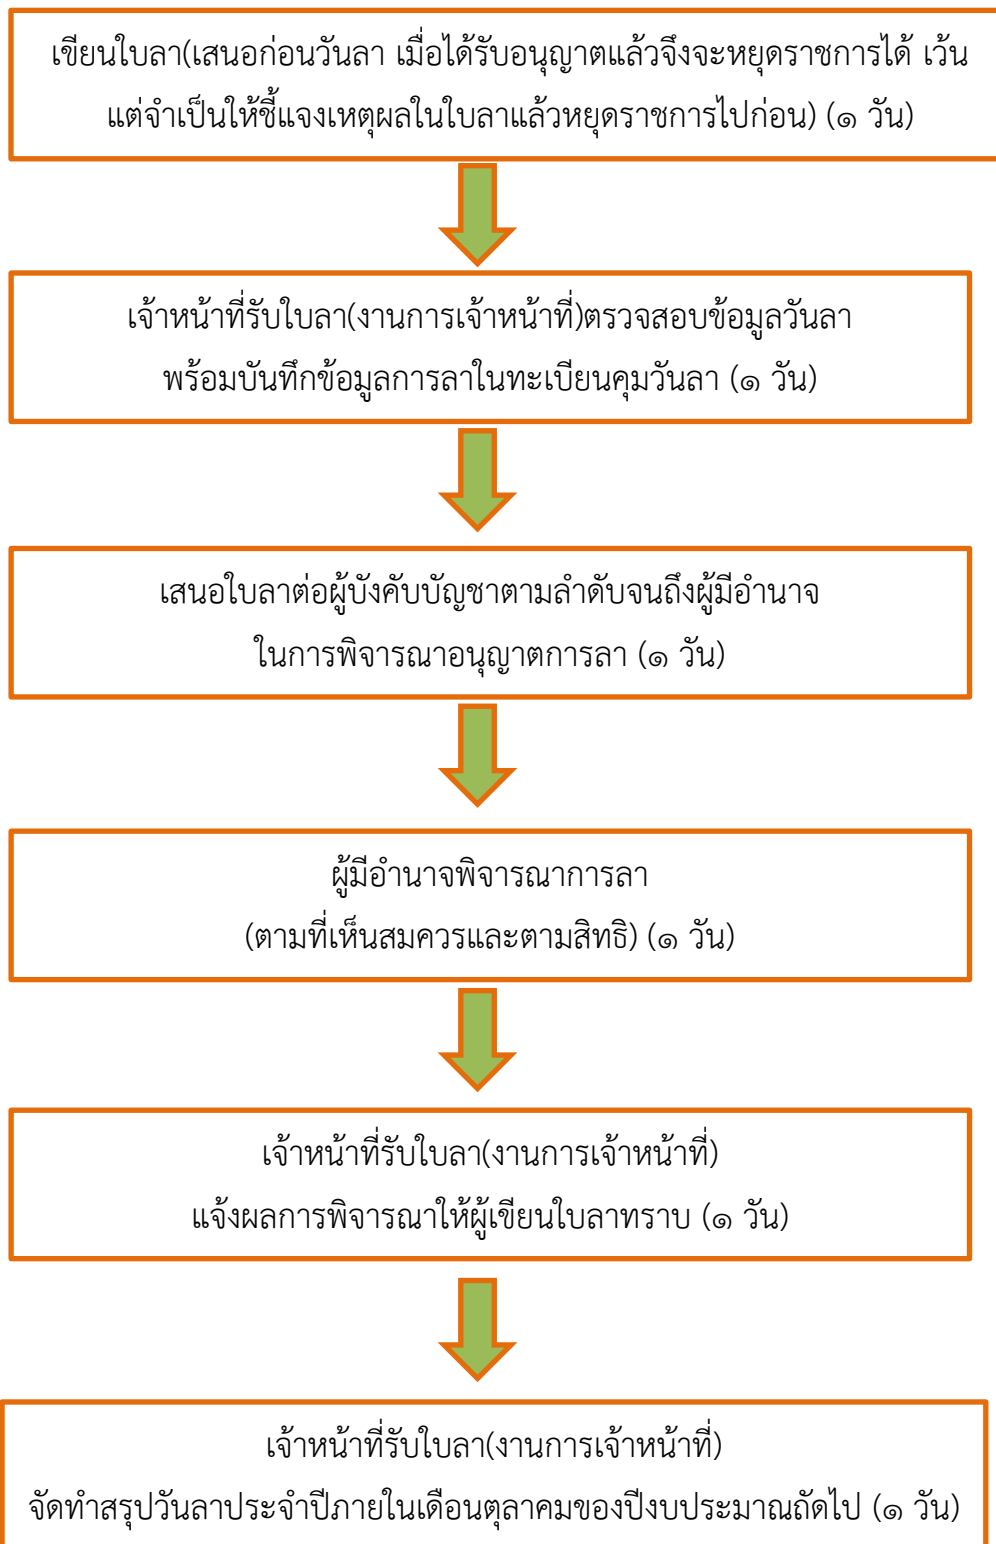 เขียนใบลา(เสนอก่อนวันลา เมื่อได้รับอนุญาตแล้วจึงจะหยุดราชการได้ เว้น
แต่จำเป็นให้ชี้แจงเหตุผลในใบลาแล้วหยุดราชการไปก่อน) (๑ วัน)
เจ้าหน้าที่รับใบลา(งานการเจ้าหน้าที่)ตรวจสอบข้อมูลวันลา
พร้อมบันทึกข้อมูลการลาในทะเบียนคุมวันลา (๑ วัน)
เสนอใบลาต่อผู้บังคับบัญชาตามลำดับจนถึงผู้มีอำนาจ
ในการพิจารณาอนุญาตการลา (๑ วัน)
ผู้มีอำนาจพิจารณาการลา
(ตามที่เห็นสมควรและตามสิทธิ) (๑ วัน)
เจ้าหน้าที่รับใบลา(งานการเจ้าหน้าที่)
แจ้งผลการพิจารณาให้ผู้เขียนใบลาทราบ (๑ วัน)
เจ้าหน้าที่รับใบลา(งานการเจ้าหน้าที่)
จัดทำสรุปวันลาประจำปีภายในเดือนตุลาคมของปีงบประมาณถัดไป (๑ วัน)